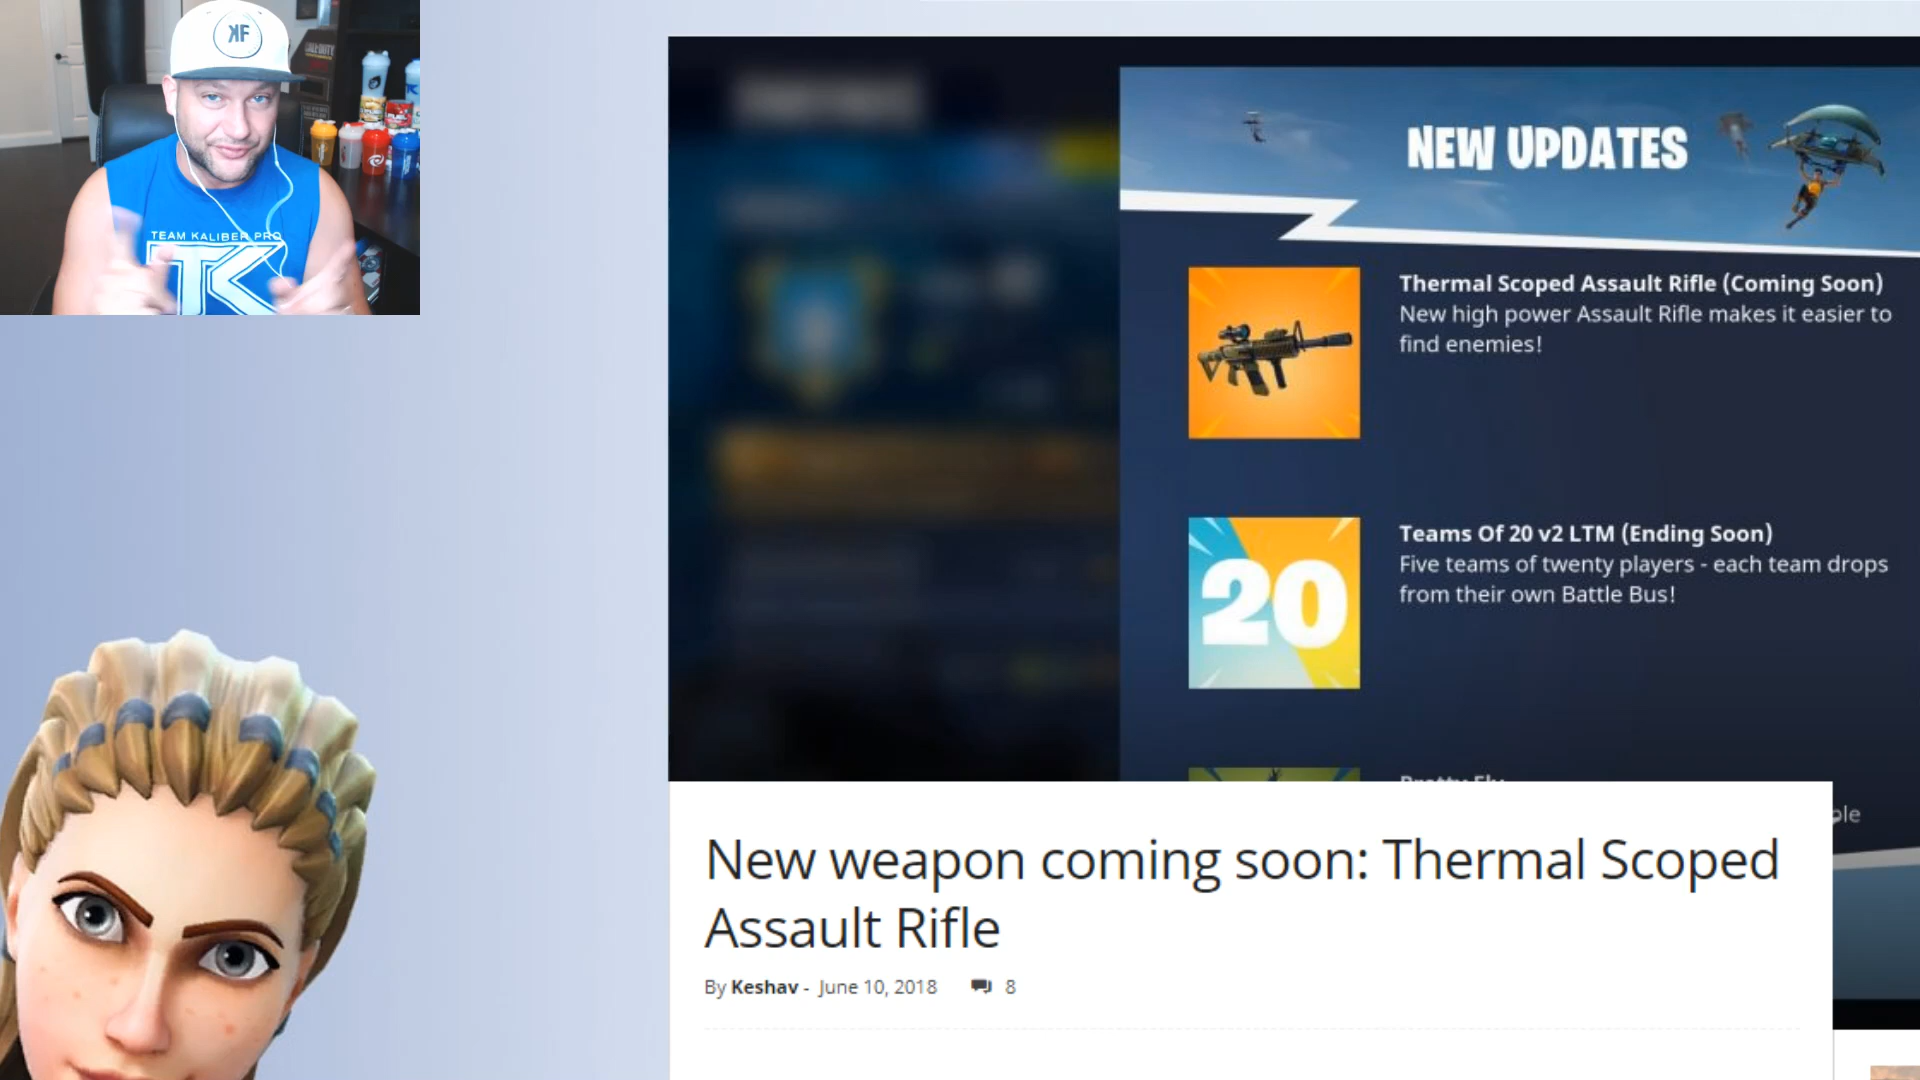 KF
TEAM KALIBER PRO
TK
NEW UPDATES
Thermal Scoped Assault Rifle (Coming Soon)
New high power Assault Rifle makes it easier to
find enemies!
20
Teams Of 20 v2 LTM (Ending Soon)
Five teams of twenty players - each team drops
from their own Battle Bus!
New weapon coming soon: Thermal Scoped
Assault Rifle
By Keshav - June 10, 2018 8